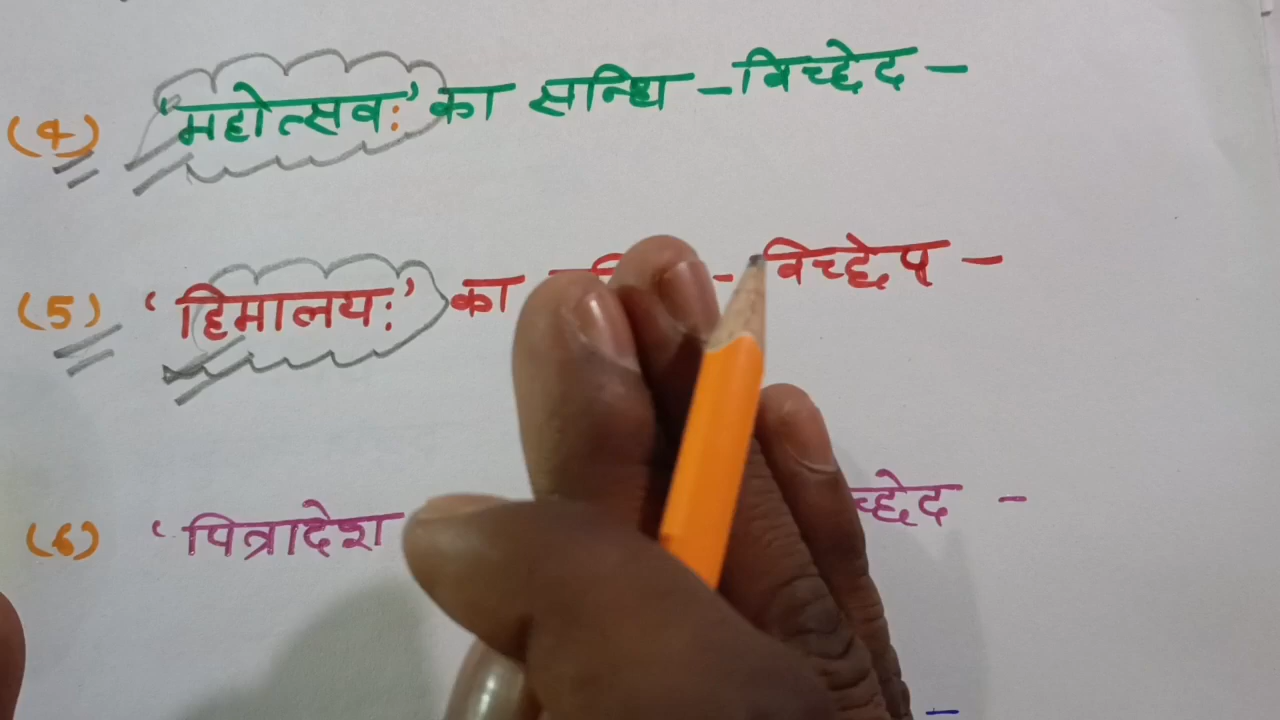 (4) 'महोत्सवः' का सन्धि - विच्छेद -
(5) 'हिमालयः' का - विच्छेप -
(6) 'पित्रादेश च्छेद -